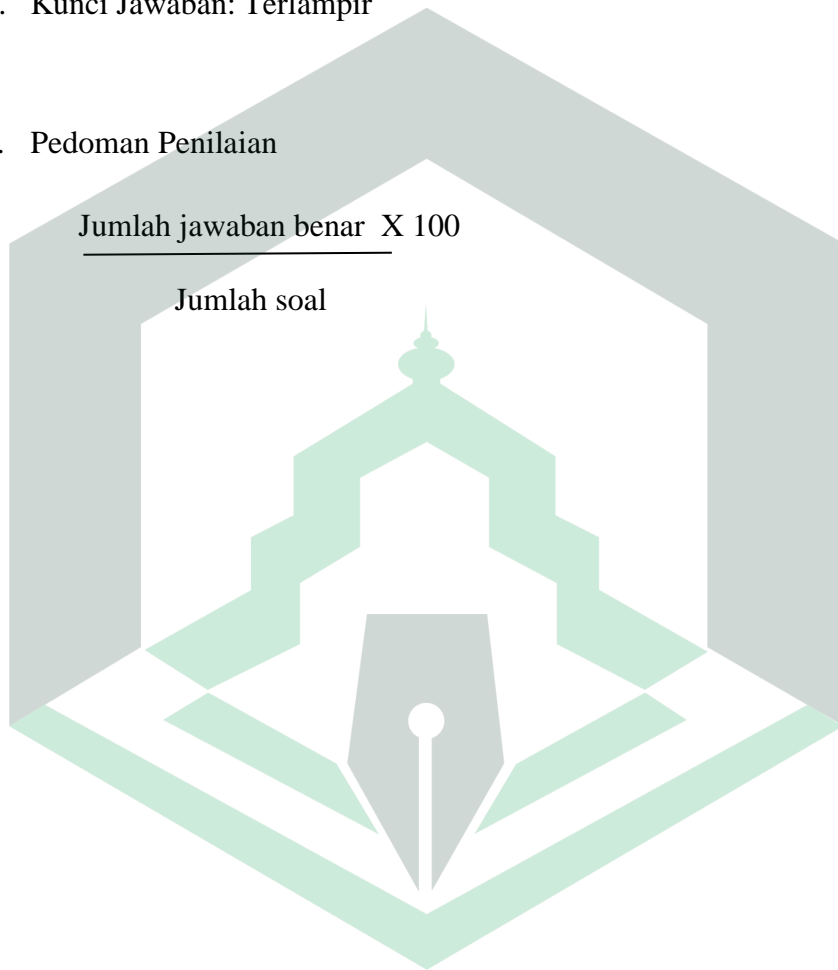 . Kunci Jawaban: Terlampir
. Pedoman Penilaian
Jumlah jawaban benar X 100
Jumlah soal